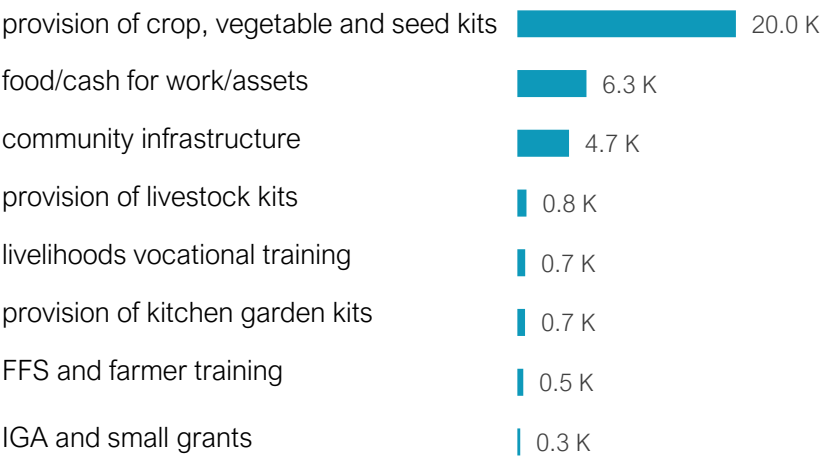 provision of crop, vegetable and seed kits 20.0 K
food/cash for work/assets 6.3 K
community infrastructure 4.7 K
provision of livestock kits 0.8 K
livelihoods vocational training 0.7 K
provision of kitchen garden kits 0.7 K
FFS and farmer training 0.5 K
IGA and small grants 0.3 K